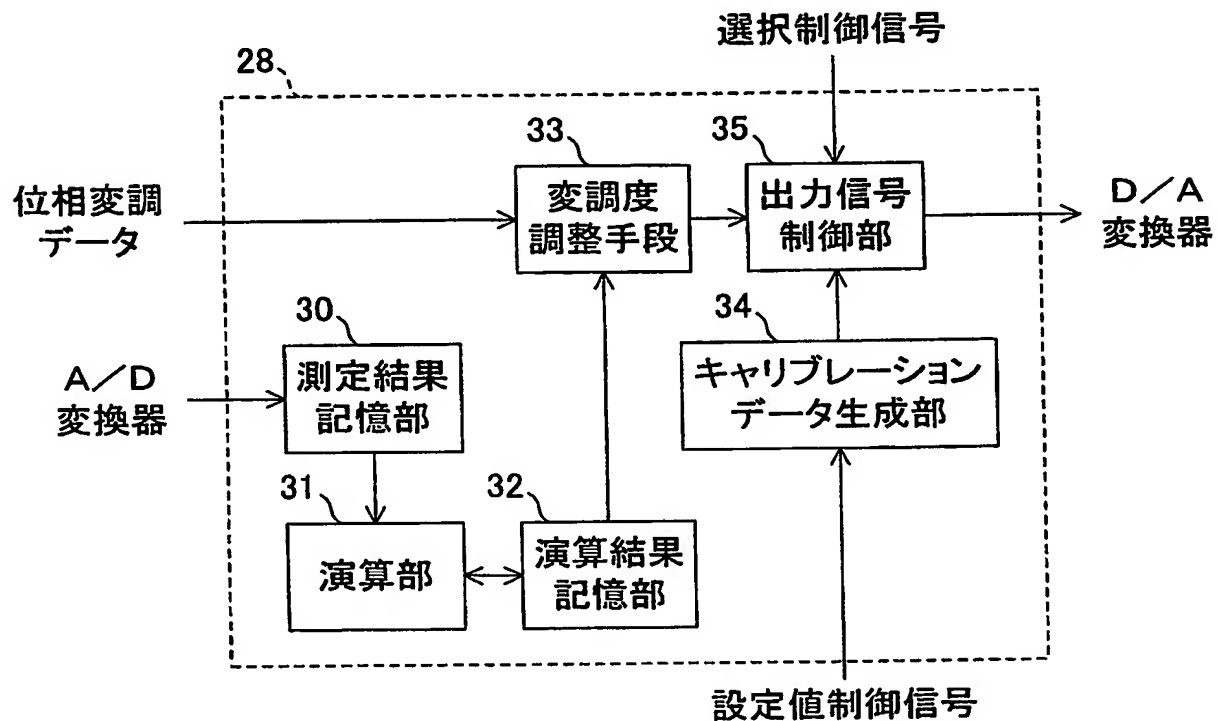 選択制御信号
28
33
35
位相変調
データ
変調度
調整手段
出力信号
制御部
D/A
変換器
30
34
A/D
変換器
測定結果
記憶部
キャリブレーション
データ生成部
31
32
演算部
演算結果
記憶部
設定値制御信号